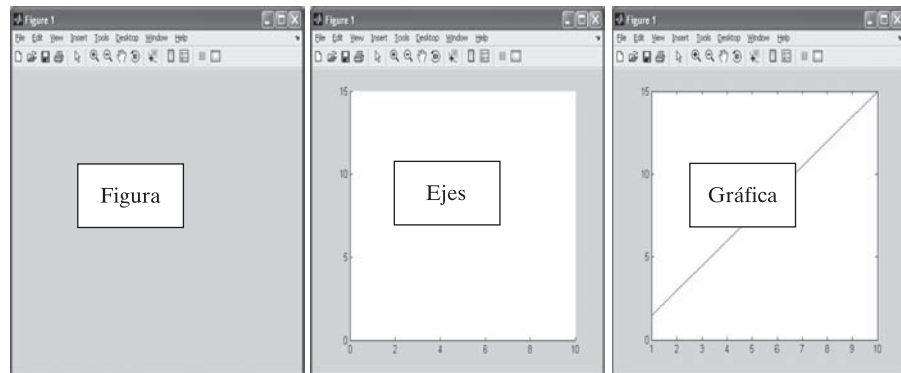 Figure 1
File Edit View Insert Tools Desktop Window Help
Figura
Figure 1
File Edit View Insert Tools Desktop Window Help
15
10
5
0
0 2 4 6 8 10
Ejes
Figure 1
File Edit View Insert Tools Desktop Window Help
15
10
5
0
1 2 3 4 5 6 7 8 9 10
Gráfica